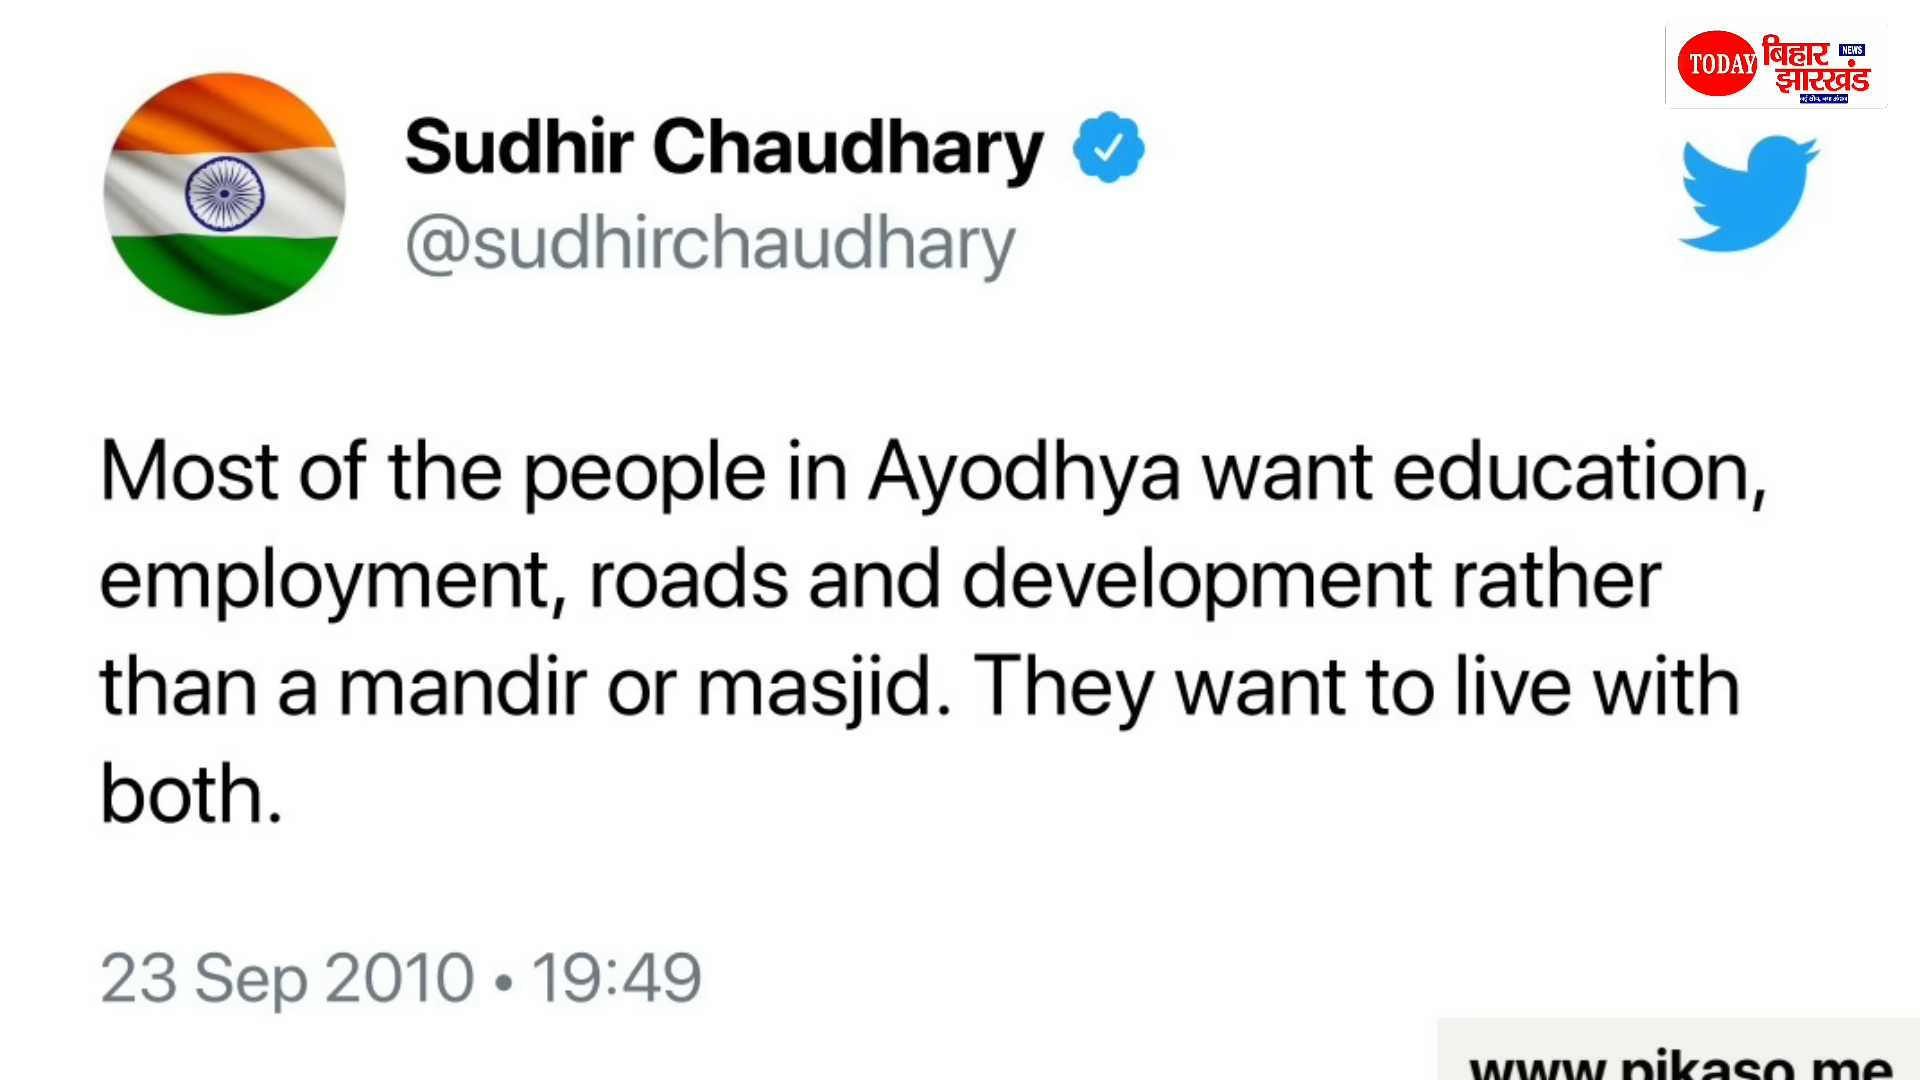 TODAY बिहार NEWS
झारखंड
Sudhir Chaudhary
@sudhirchaudhary
Most of the people in Ayodhya want education,
employment, roads and development rather
than a mandir or masjid. They want to live with
both.
23 Sep 2010 • 19:49
www.pikaso.me